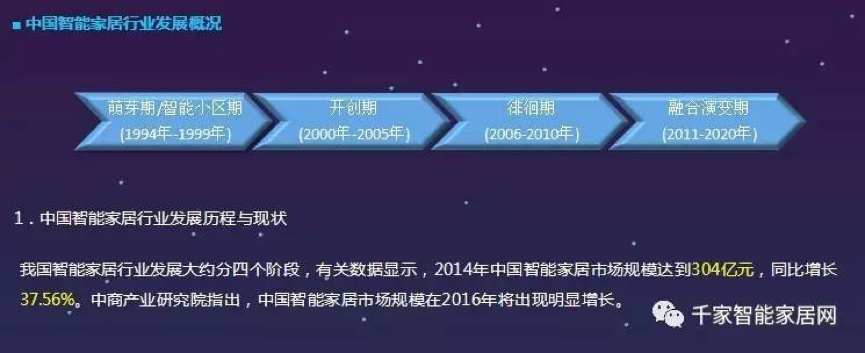 中国智能家居行业发展概况
萌芽期/智能小区期
(1994年-1999年)
开创期
(2000年-2005年)
徘徊期
(2006-2010年)
融合演变期
(2011-2020年)
1．中国智能家居行业发展历程与现状
我国智能家居行业发展大约分四个阶段，有关数据显示，2014年中国智能家居市场规模达到304亿元，同比增长
37.56%。中商产业研究院指出，中国智能家居市场规模在2016年将出现明显增长。
千家智能家居网